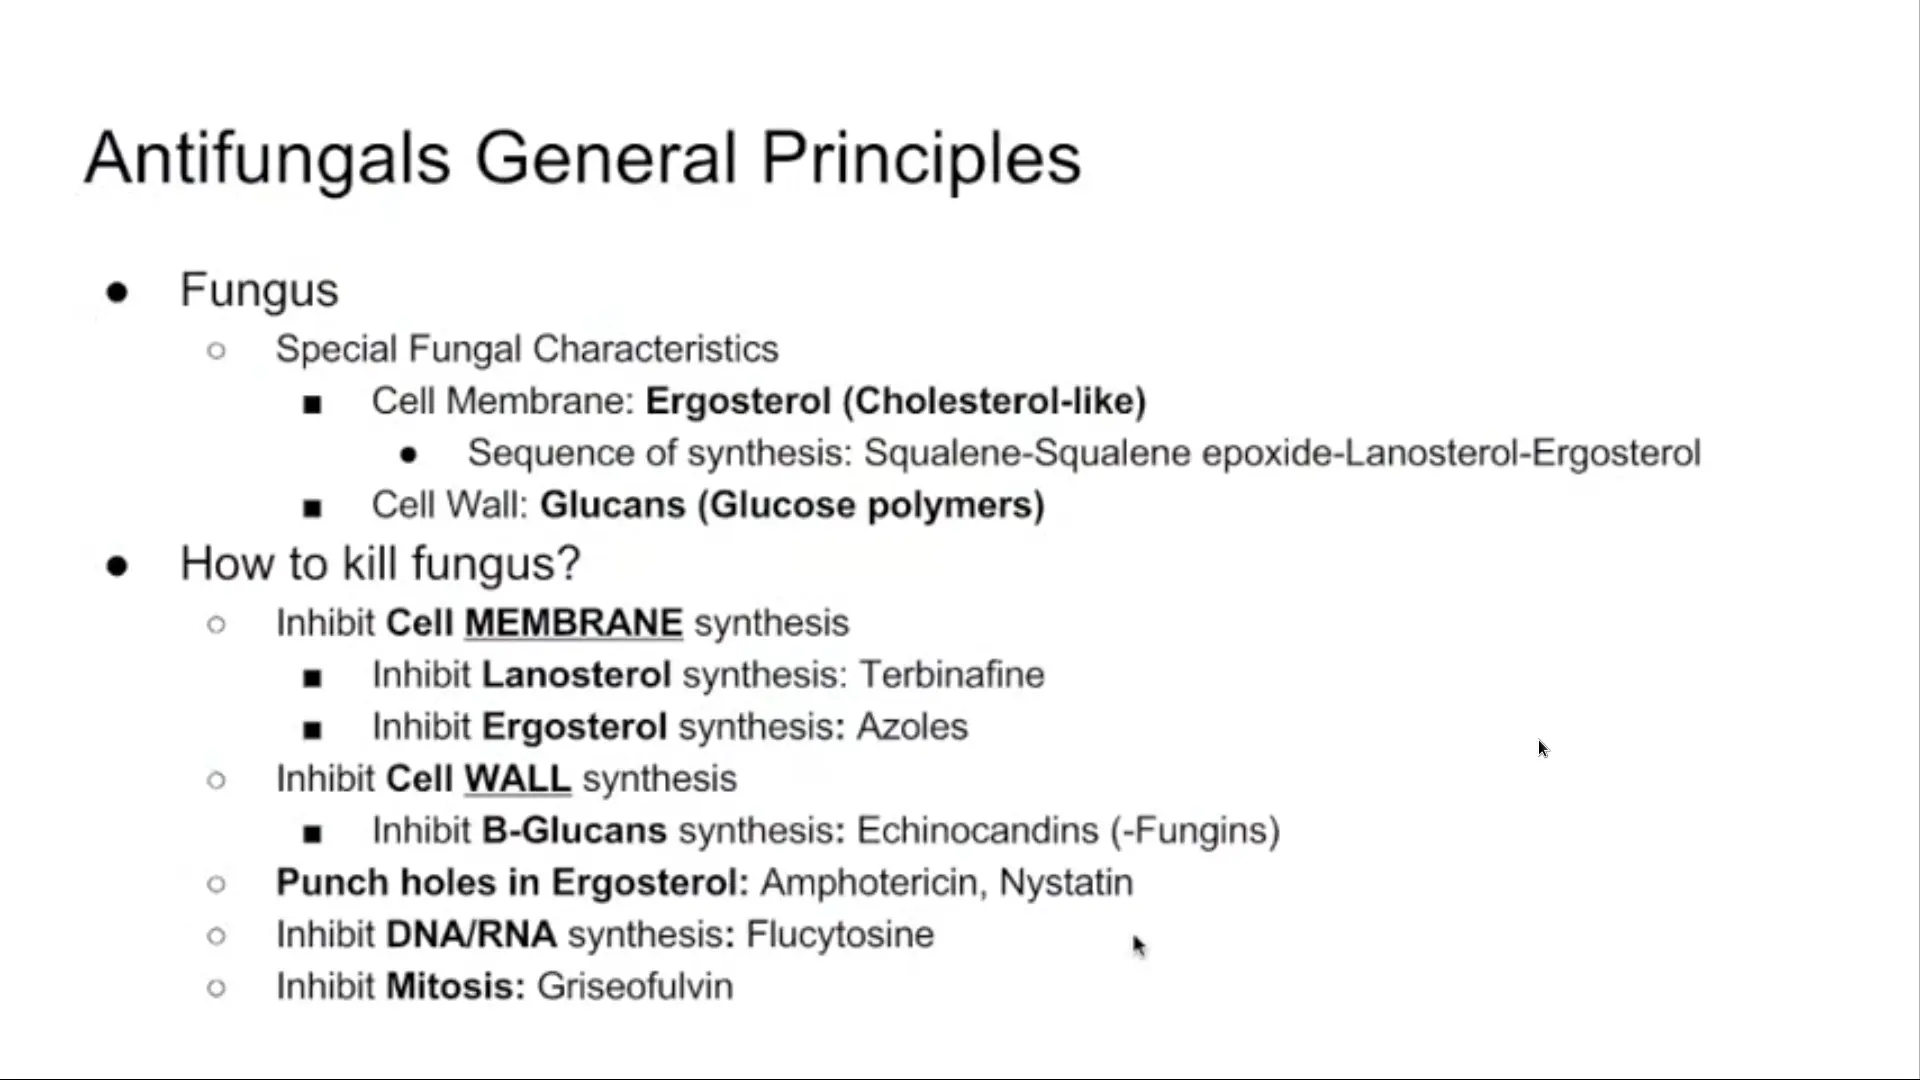 Antifungals General Principles
● Fungus
○ Special Fungal Characteristics
■ Cell Membrane: Ergosterol (Cholesterol-like)
● Sequence of synthesis: Squalene-Squalene epoxide-Lanosterol-Ergosterol
■ Cell Wall: Glucans (Glucose polymers)
● How to kill fungus?
○ Inhibit Cell MEMBRANE synthesis
■ Inhibit Lanosterol synthesis: Terbinafine
■ Inhibit Ergosterol synthesis: Azoles
○ Inhibit Cell WALL synthesis
■ Inhibit B-Glucans synthesis: Echinocandins (-Fungins)
○ Punch holes in Ergosterol: Amphotericin, Nystatin
○ Inhibit DNA/RNA synthesis: Flucytosine
○ Inhibit Mitosis: Griseofulvin